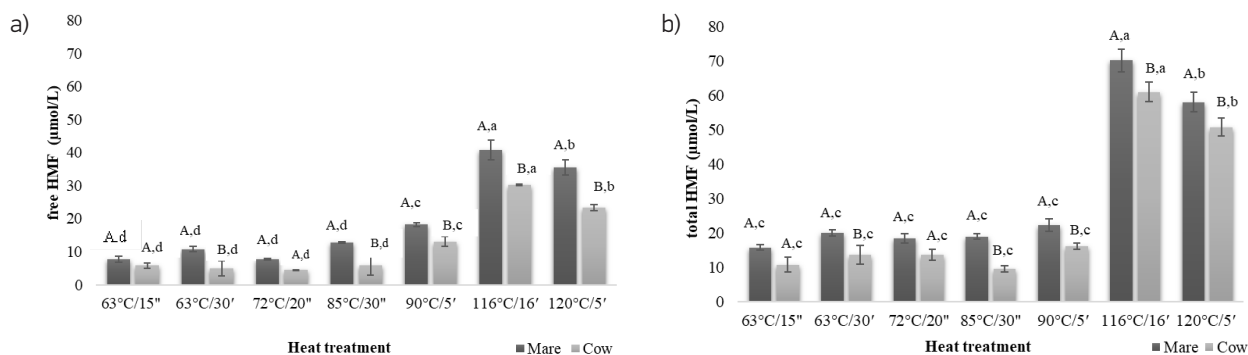 a)
free HMF (µmol/L)
80
70
60
50
40
30
20
10
0
A,d
A,d
A,d
B,d
A,d
A,d
A,d
B,d
A,c
B,c
A,a
B,a
A,b
B,b
63°C/15" 63°C/30′ 72°C/20" 85°C/30" 90°C/5′ 116°C/16′ 120°C/5′
Heat treatment
Mare Cow
b)
total HMF (µmol/L)
80
70
60
50
40
30
20
10
0
A,c
A,c
A,c
B,c
A,c
A,c
A,c
B,c
A,c
B,c
A,a
B,a
A,b
B,b
63°C/15" 63°C/30′ 72°C/20" 85°C/30" 90°C/5′ 116°C/16′ 120°C/5′
Heat treatment
Mare Cow